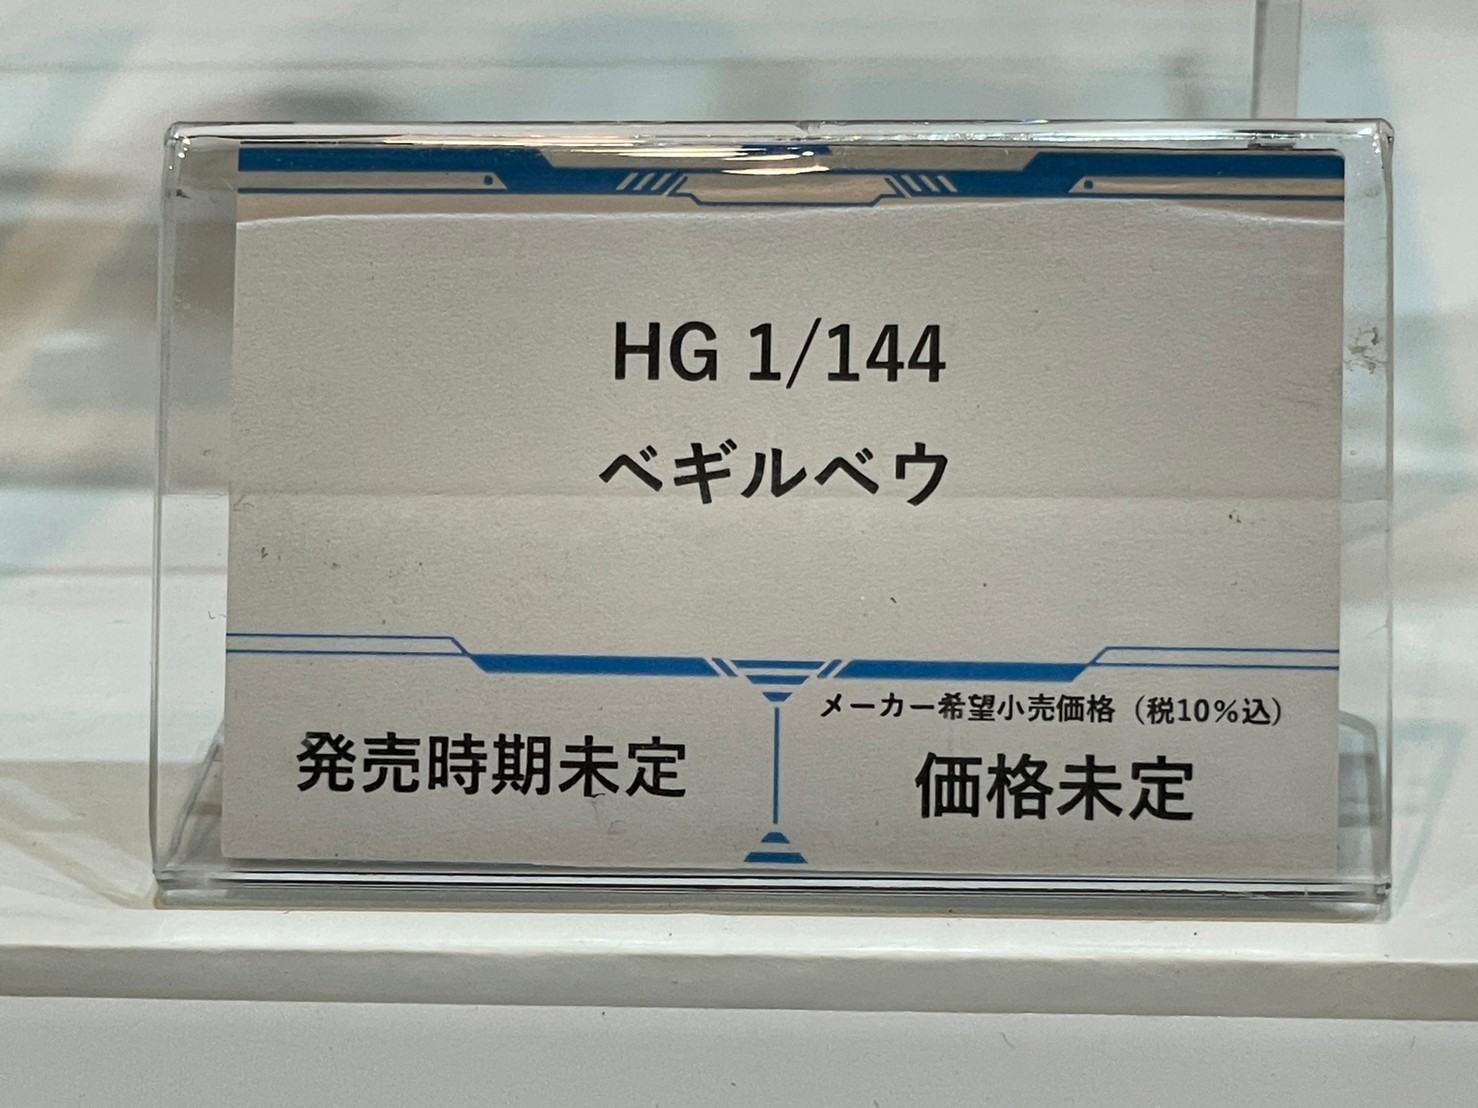 HG 1/144
ベギルベウ
発売時期未定
メーカー希望小売価格（税10%込）
価格未定